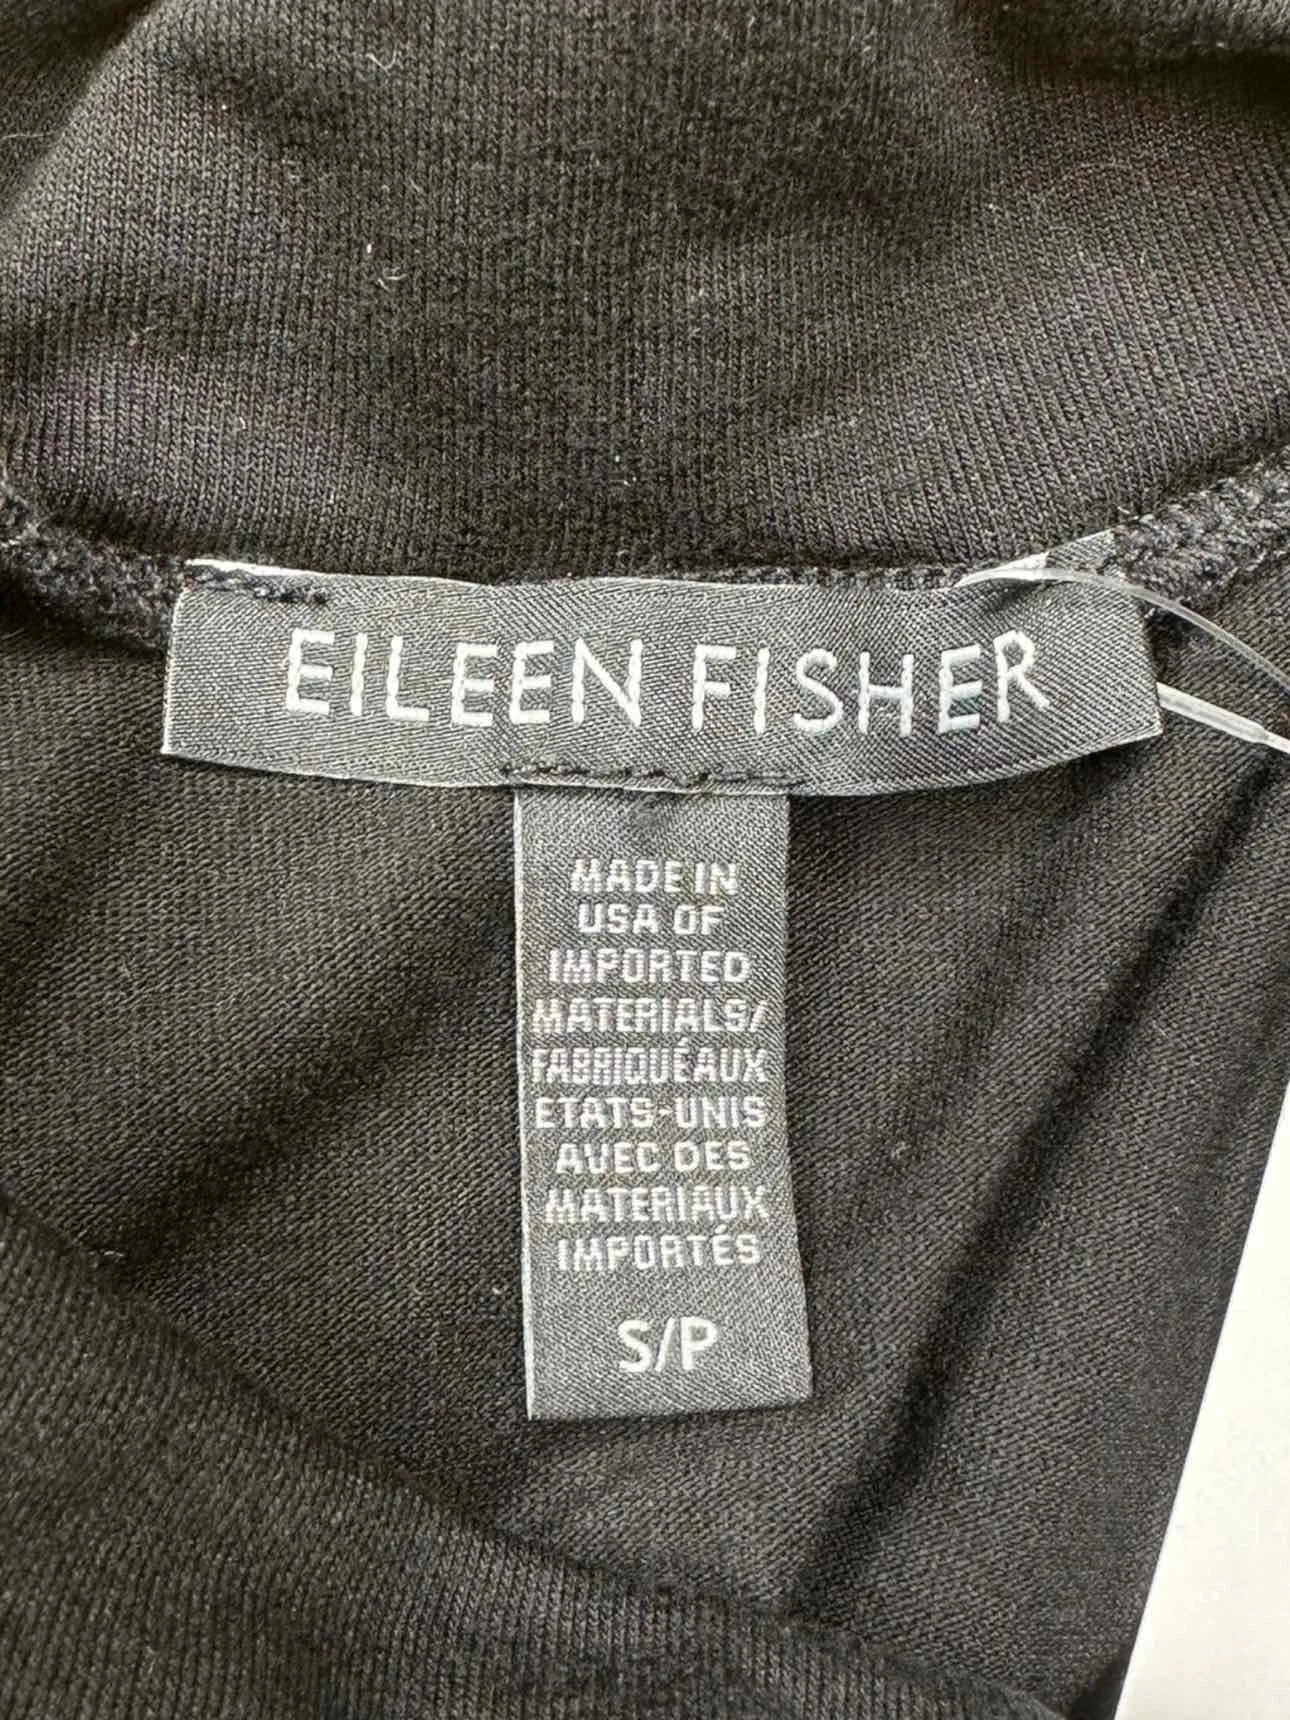 EILEEN FISHER
MADE IN
USA OF
IMPORTED
MATERIALS/
FABRIQUÉAUX
ETATS-UNIS
AVEC DES
MATERIAUX
IMPORTÉS
S/P